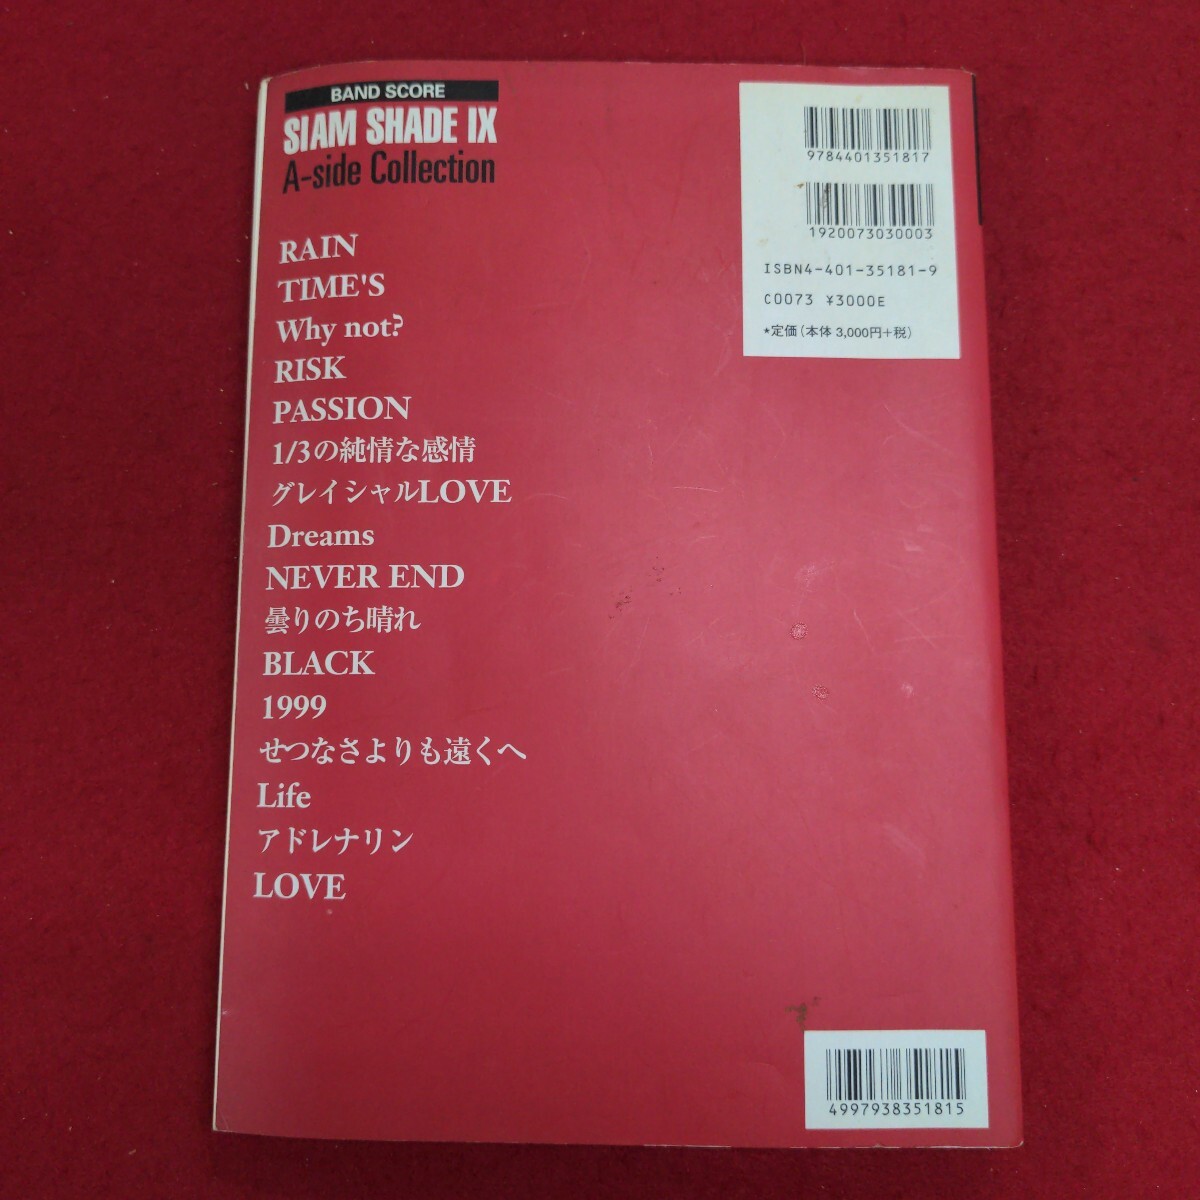 BAND SCORE
SIAM SHADE IX
A-side Collection
RAIN
TIME'S
Why not?
RISK
PASSION
1/3の純情な感情
グレイシャルLOVE
Dreams
NEVER END
曇りのち晴れ
BLACK
1999
せつなさよりも遠くへ
Life
アドレナリン
LOVE
9784401351817
1920073030003
ISBN4-401-35181-9
C0073 ¥3000E
*定価(本体 3,000円+税)
4997938351815